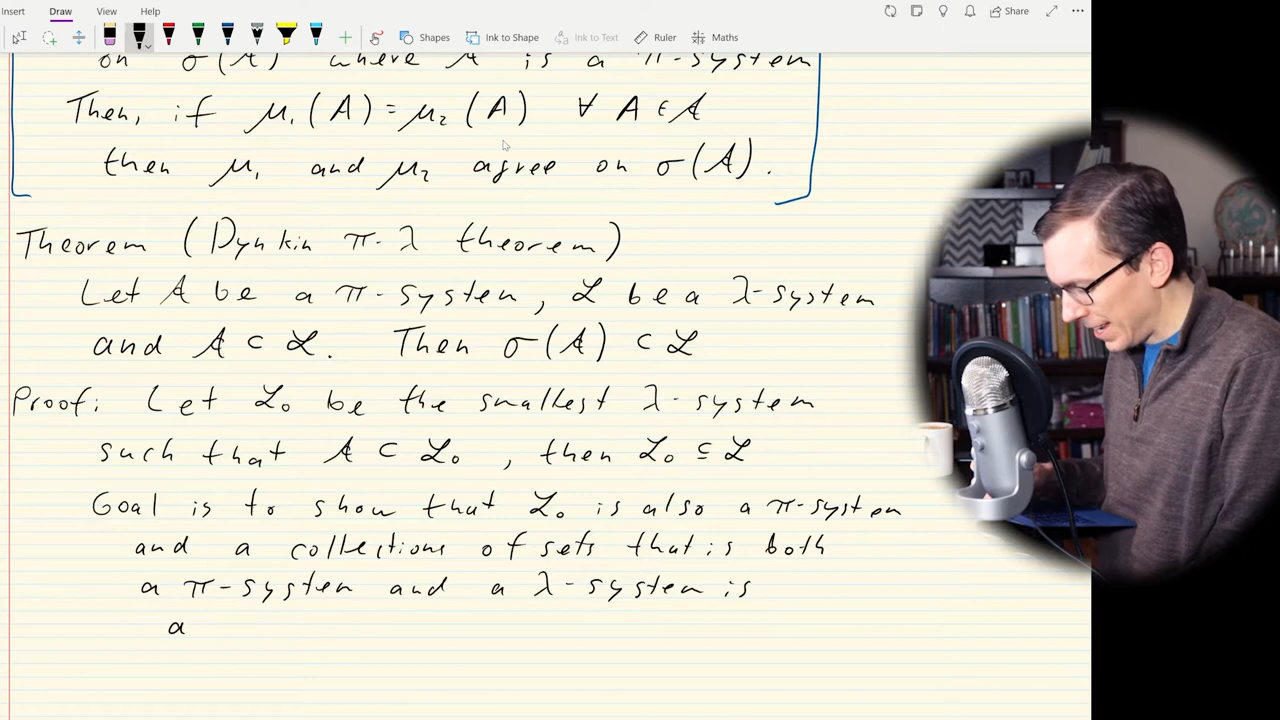 Insert Draw View Help Share
Shapes Ink to Shape Ink to Text Ruler Maths
on σ(A) where A is a π-system
Then, if μ₁(A) = μ₂(A) ∀ A ∈ A
then μ₁ and μ₂ agree on σ(A).
Theorem (Dynkin π-λ theorem)
Let A be a π-system, L be a λ-system
and A ⊂ L. Then σ(A) ⊂ L
Proof: Let L₀ be the smallest λ-system
such that A ⊂ L₀, then L₀ ⊆ L
Goal is to show that L₀ is also a π-system
and a collections of sets that is both
a π-system and a λ-system is
a